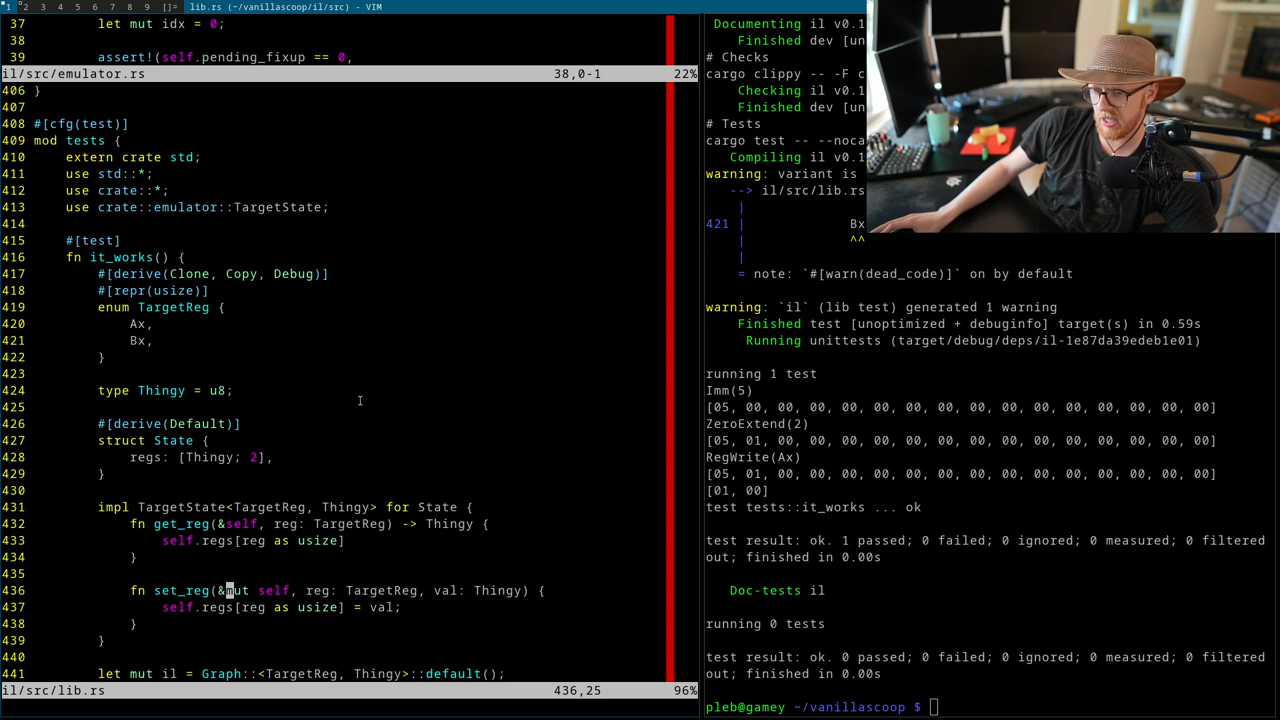 1 2 3 4 5 6 7 8 9 []= lib.rs (~/vanillascoop/il/src) - VIM
37         let mut idx = 0;
38
39         assert!(self.pending_fixup == 0,
il/src/emulator.rs 38,0-1 22%
406 }
407
408 #[cfg(test)]
409 mod tests {
410     extern crate std;
411     use std::*;
412     use crate::*;
413     use crate::emulator::TargetState;
414
415     #[test]
416     fn it_works() {
417         #[derive(Clone, Copy, Debug)]
418         #[repr(usize)]
419         enum TargetReg {
420             Ax,
421             Bx,
422         }
423
424         type Thingy = u8;
425
426         #[derive(Default)]
427         struct State {
428             regs: [Thingy; 2],
429         }
430
431         impl TargetState<TargetReg, Thingy> for State {
432             fn get_reg(&self, reg: TargetReg) -> Thingy {
433                 self.regs[reg as usize]
434             }
435
436             fn set_reg(&mut self, reg: TargetReg, val: Thingy) {
437                 self.regs[reg as usize] = val;
438             }
439         }
440
441         let mut il = Graph::<TargetReg, Thingy>::default();
il/src/lib.rs 436,25 96%
Documenting il v0.1
Finished dev [un
# Checks
cargo clippy -- -F c
Checking il v0.1
Finished dev [un
# Tests
cargo test -- --noca
Compiling il v0.1
warning: variant is
--> il/src/lib.rs
|
421 |             Bx
|             ^^
|
= note: `#[warn(dead_code)]` on by default
warning: `il` (lib test) generated 1 warning
Finished test [unoptimized + debuginfo] target(s) in 0.59s
Running unittests (target/debug/deps/il-1e87da39edeb1e01)
running 1 test
Imm(5)
[05, 00, 00, 00, 00, 00, 00, 00, 00, 00, 00, 00, 00, 00, 00, 00]
ZeroExtend(2)
[05, 01, 00, 00, 00, 00, 00, 00, 00, 00, 00, 00, 00, 00, 00, 00]
RegWrite(Ax)
[05, 01, 00, 00, 00, 00, 00, 00, 00, 00, 00, 00, 00, 00, 00, 00]
[01, 00]
test tests::it_works ... ok
test result: ok. 1 passed; 0 failed; 0 ignored; 0 measured; 0 filtered
out; finished in 0.00s
Doc-tests il
running 0 tests
test result: ok. 0 passed; 0 failed; 0 ignored; 0 measured; 0 filtered
out; finished in 0.00s
pleb@gamey ~/vanillascoop $